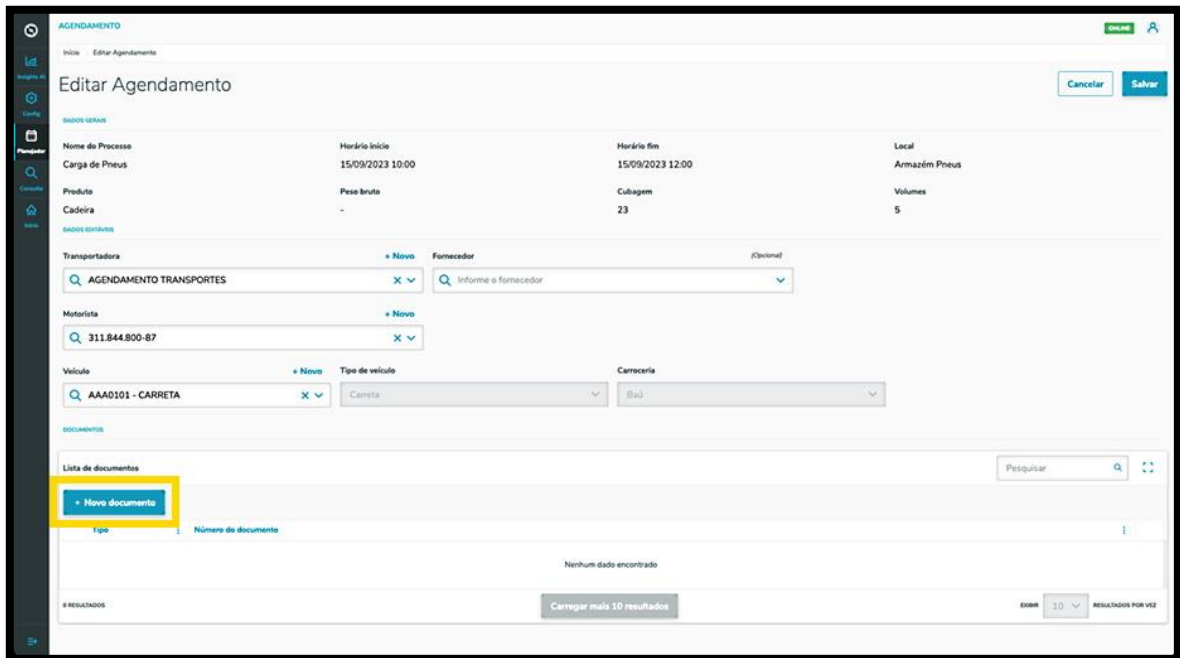 AGENDAMENTO
ONLINE
Início Editar Agendamento
Insights AI
Config
Planejador
Consulta
Início
Editar Agendamento
Cancelar Salvar
DADOS GERAIS
Nome do Processo Horário início Horário fim Local
Carga de Pneus 15/09/2023 10:00 15/09/2023 12:00 Armazém Pneus
Produto Peso bruto Cubagem Volumes
Cadeira - 23 5
DADOS EDITÁVEIS
Transportadora + Novo Fornecedor (Opcional)
AGENDAMENTO TRANSPORTES Informe o fornecedor
Motorista + Novo
311.844.800-87
Veículo + Novo Tipo de veículo Carroceria
AAA0101 - CARRETA Carreta Baú
DOCUMENTOS
Lista de documentos Pesquisar
+ Novo documento
Tipo Número do documento
Nenhum dado encontrado
0 RESULTADOS Carregar mais 10 resultados EXIBIR 10 RESULTADOS POR VEZ